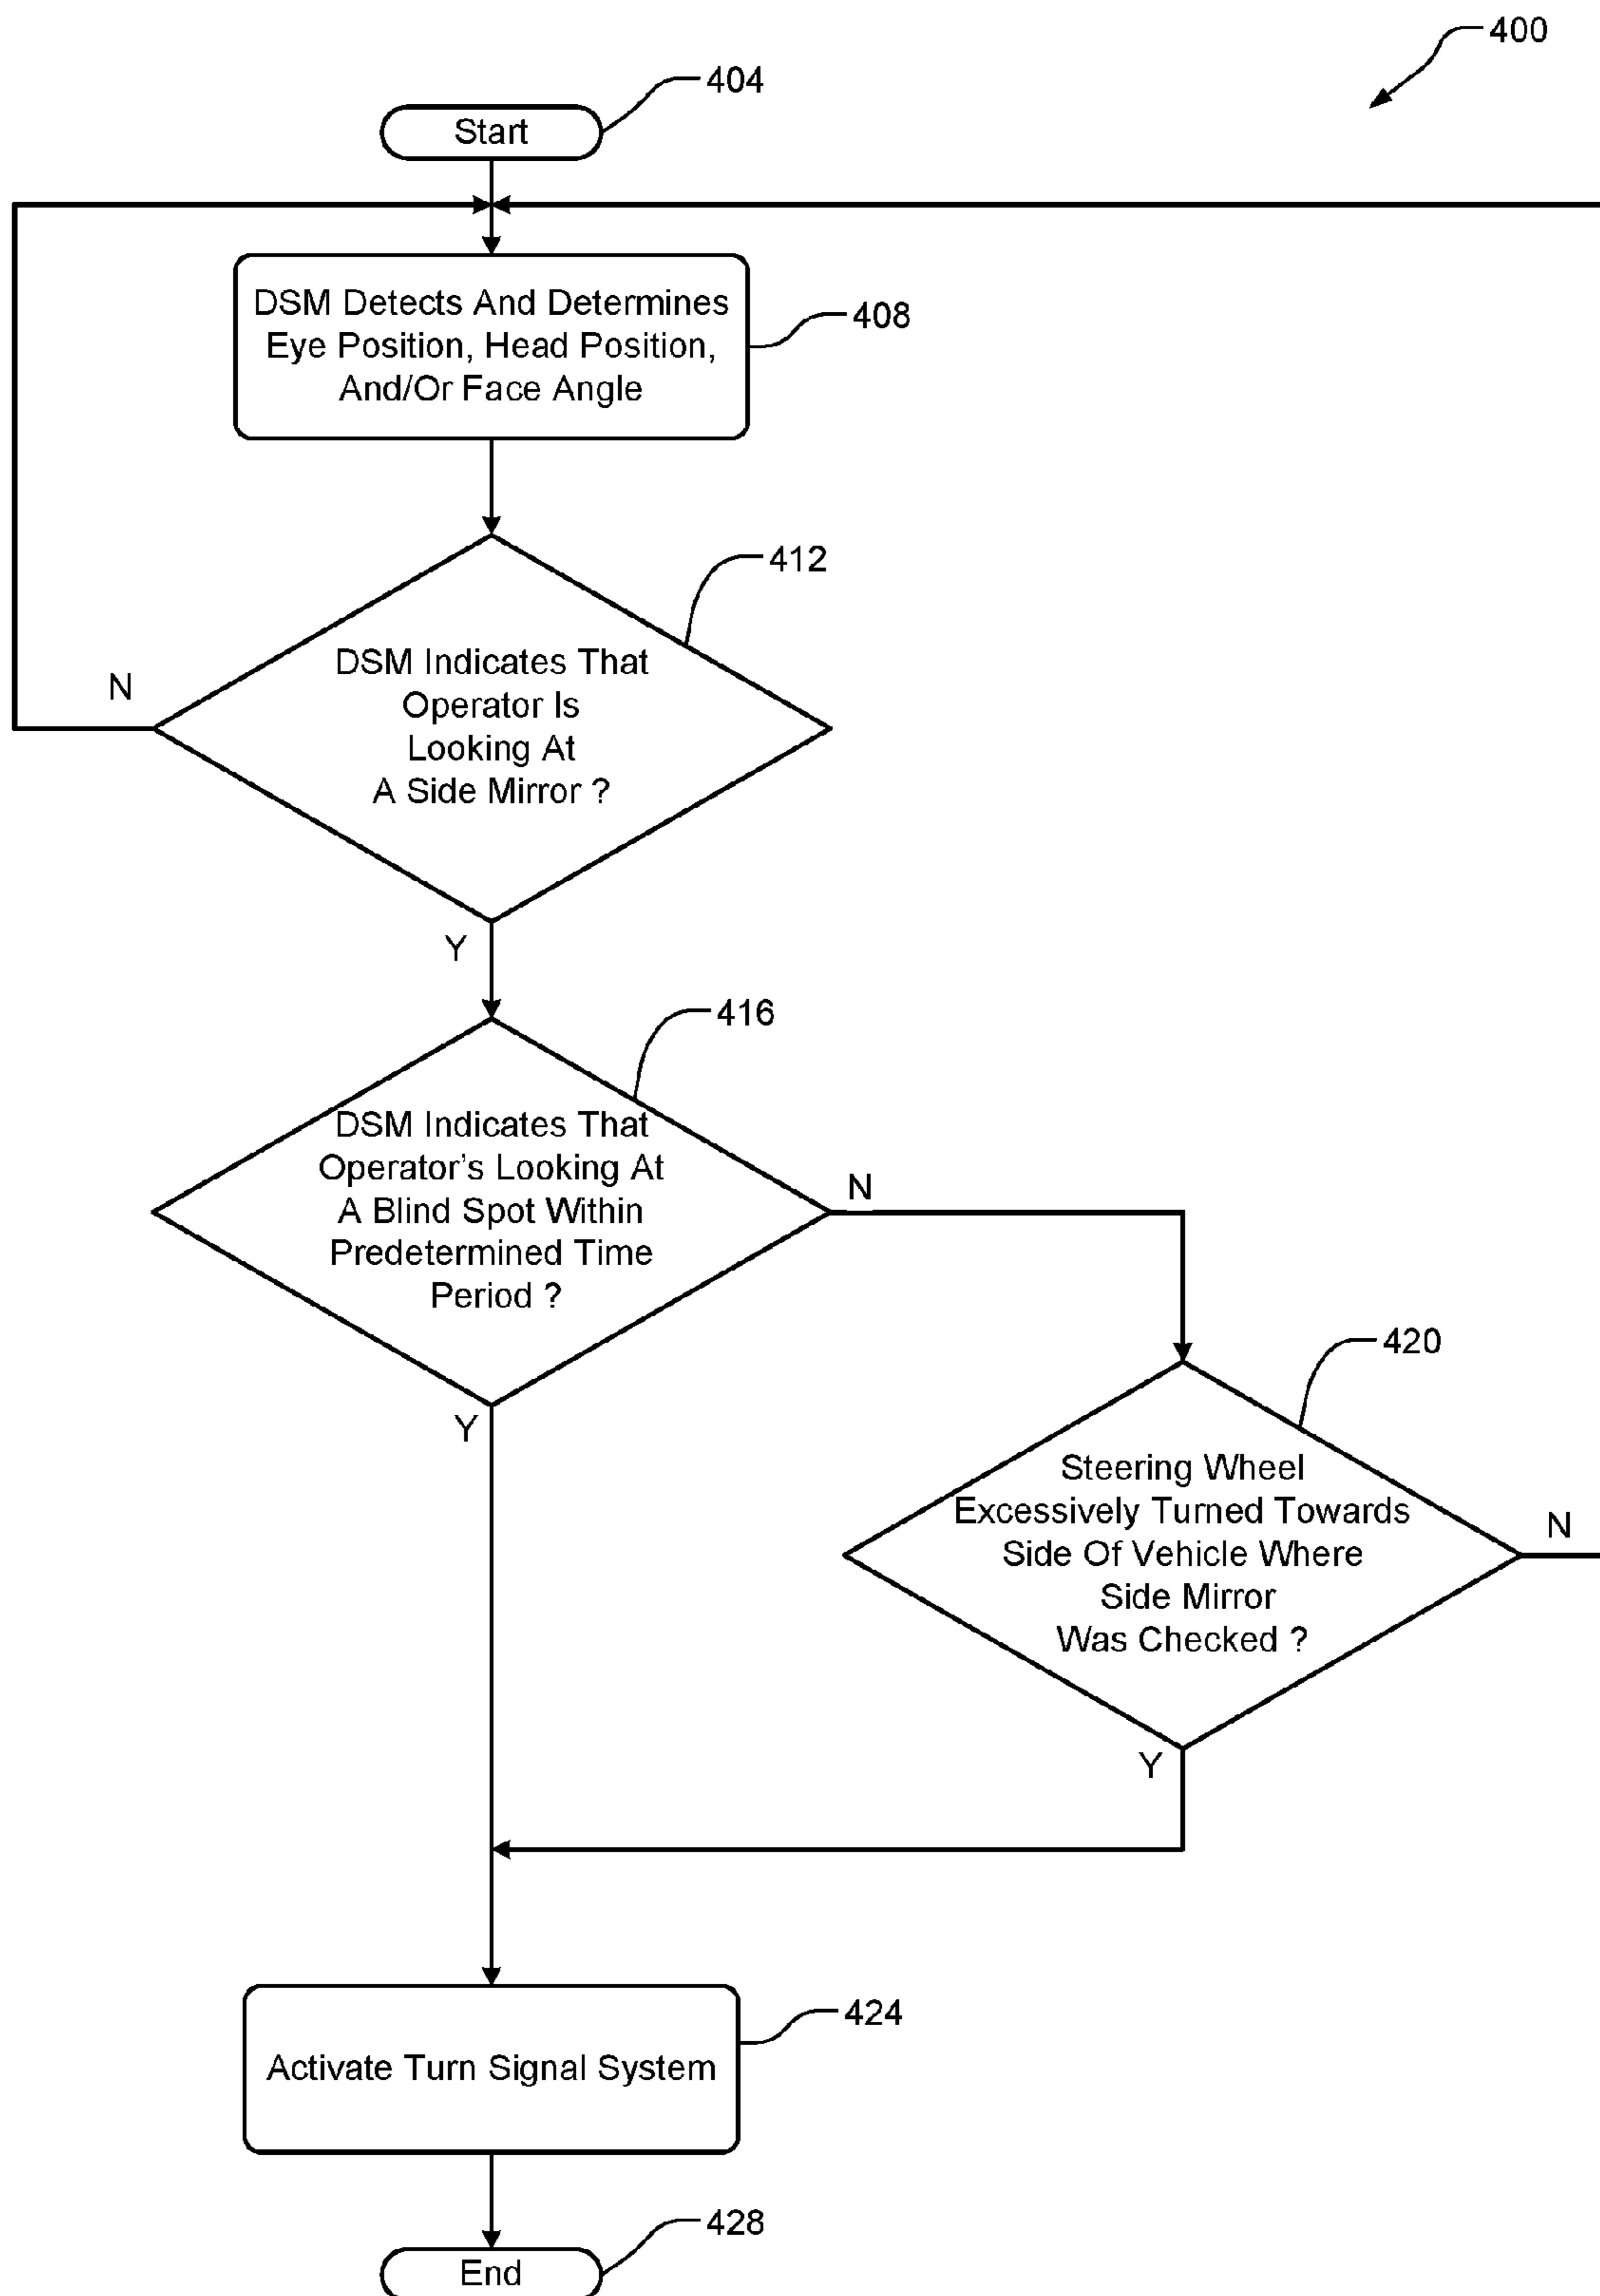 400
404
Start
DSM Detects And Determines
Eye Position, Head Position,
And/Or Face Angle
408
412
DSM Indicates That
Operator Is
Looking At
A Side Mirror ?
N
Y
416
DSM Indicates That
Operator's Looking At
A Blind Spot Within
Predetermined Time
Period ?
N
Y
420
Steering Wheel
Excessively Turned Towards
Side Of Vehicle Where
Side Mirror
Was Checked ?
N
Y
424
Activate Turn Signal System
428
End